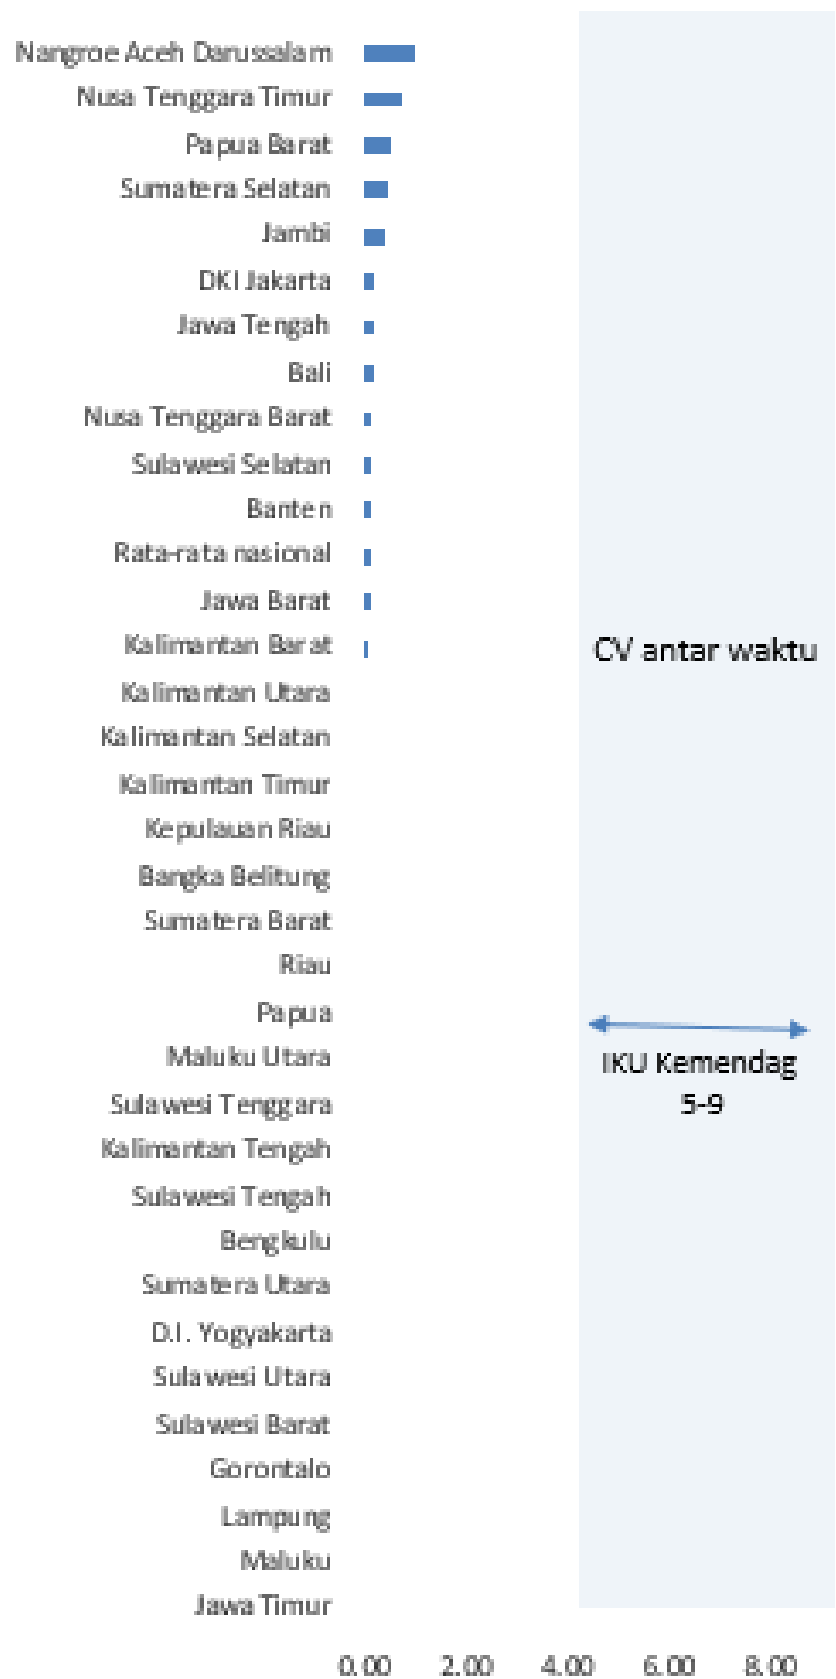 Nangroe Aceh Darussalam
Nusa Tenggara Timur
Papua Barat
Sumatera Selatan
Jambi
DKI Jakarta
Jawa Tengah
Bali
Nusa Tenggara Barat
Sulawesi Selatan
Banten
Rata-rata nasional
Jawa Barat
Kalimantan Barat
CV antar waktu
Kalimantan Utara
Kalimantan Selatan
Kalimantan Timur
Kepulauan Riau
Bangka Belitung
Sumatera Barat
Riau
Papua
Maluku Utara
IKU Kemendag
5-9
Sulawesi Tenggara
Kalimantan Tengah
Sulawesi Tengah
Bengkulu
Sumatera Utara
D.I. Yogyakarta
Sulawesi Utara
Sulawesi Barat
Gorontalo
Lampung
Maluku
Jawa Timur
0.00 2.00 4.00 6.00 8.00